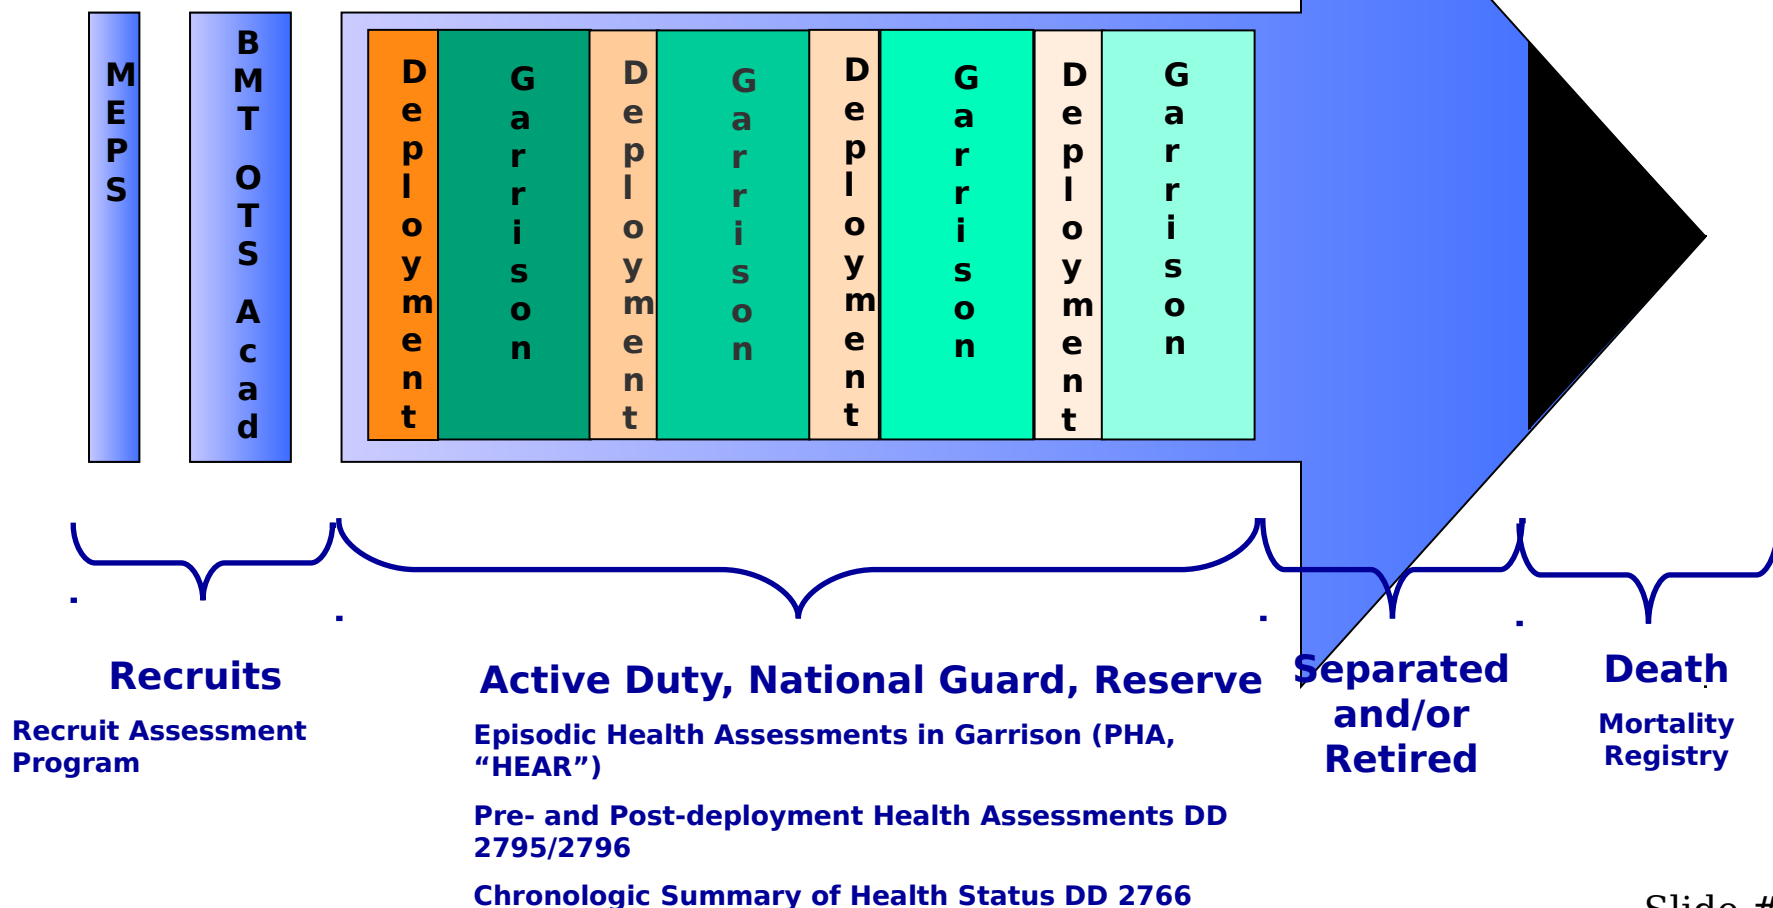 MEPS
BMT OTS Acad
Deployment
Garrison
Deployment
Garrison
Deployment
Garrison
Deployment
Garrison
Recruits
Recruit Assessment
Program
Active Duty, National Guard, Reserve
Episodic Health Assessments in Garrison (PHA,
“HEAR”)
Pre- and Post-deployment Health Assessments DD
2795/2796
Chronologic Summary of Health Status DD 2766
Separated
and/or
Retired
Death
Mortality
Registry
Slide #